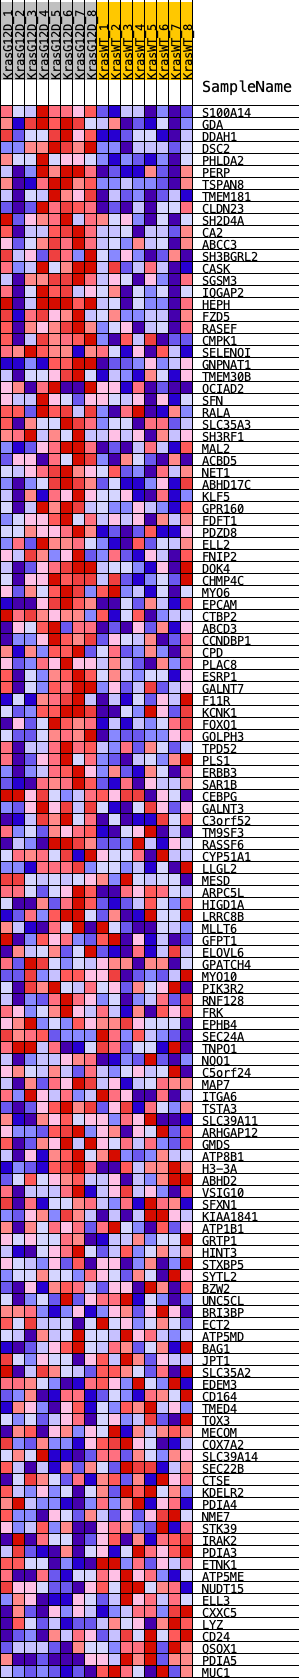 KrasG12D_1
KrasG12D_2
KrasG12D_3
KrasG12D_4
KrasG12D_5
KrasG12D_6
KrasG12D_7
KrasG12D_8
KrasWT_1
KrasWT_2
KrasWT_3
KrasWT_4
KrasWT_5
KrasWT_6
KrasWT_7
KrasWT_8
SampleName
S100A14
GDA
DDAH1
DSC2
PHLDA2
PERP
TSPAN8
TMEM181
CLDN23
SH2D4A
CA2
ABCC3
SH3BGRL2
CASK
SGSM3
IQGAP2
HEPH
FZD5
RASEF
CMPK1
SELENOI
GNPNAT1
TMEM30B
OCIAD2
SFN
RALA
SLC35A3
SH3RF1
MAL2
ACBD5
NET1
ABHD17C
KLF5
GPR160
FDFT1
PDZD8
ELL2
FNIP2
DOK4
CHMP4C
MYO6
EPCAM
CTBP2
ABCD3
CCNDBP1
CPD
PLAC8
ESRP1
GALNT7
F11R
KCNK1
FOXO1
GOLPH3
TPD52
PLS1
ERBB3
SAR1B
CEBPG
GALNT3
C3orf52
TM9SF3
RASSF6
CYP51A1
LLGL2
MESD
ARPC5L
HIGD1A
LRRC8B
MLLT6
GFPT1
ELOVL6
GPATCH4
MYO10
PIK3R2
RNF128
FRK
EPHB4
SEC24A
TNPO1
NQO1
C5orf24
MAP7
ITGA6
TSTA3
SLC39A11
ARHGAP12
GMDS
ATP8B1
H3-3A
ABHD2
VSIG10
SFXN1
KIAA1841
ATP1B1
GRTP1
HINT3
STXBP5
SYTL2
BZW2
UNC5CL
BRI3BP
ECT2
ATP5MD
BAG1
JPT1
SLC35A2
EDEM3
CD164
TMED4
TOX3
MECOM
COX7A2
SLC39A14
SEC22B
CTSE
KDELR2
PDIA4
NME7
STK39
IRAK2
PDIA3
ETNK1
ATP5ME
NUDT15
ELL3
CXXC5
LYZ
CD24
QSOX1
PDIA5
MUC1